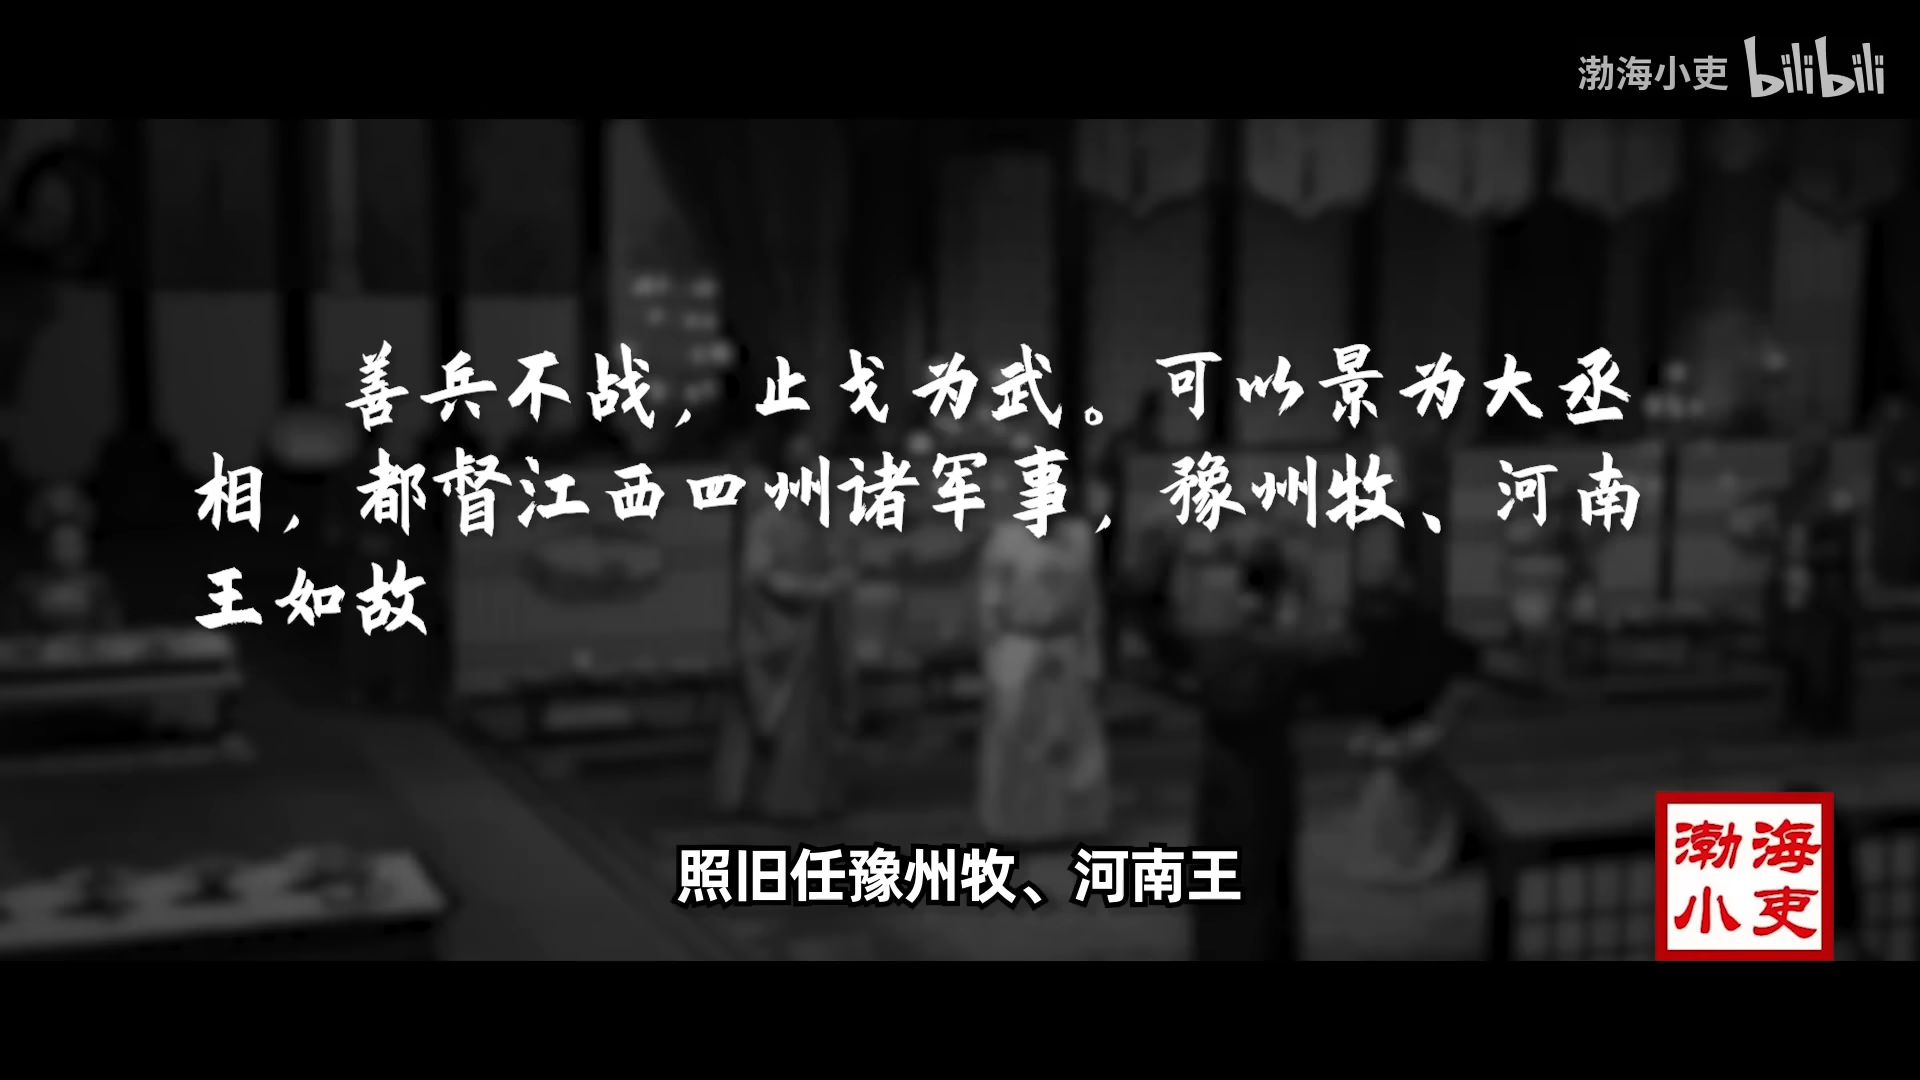 渤海小吏 bilibili
善兵不战，止戈为武。可以景为大丞
相，都督江西四州诸军事，豫州牧、河南
王如故
照旧任豫州牧、河南王
渤海
小吏